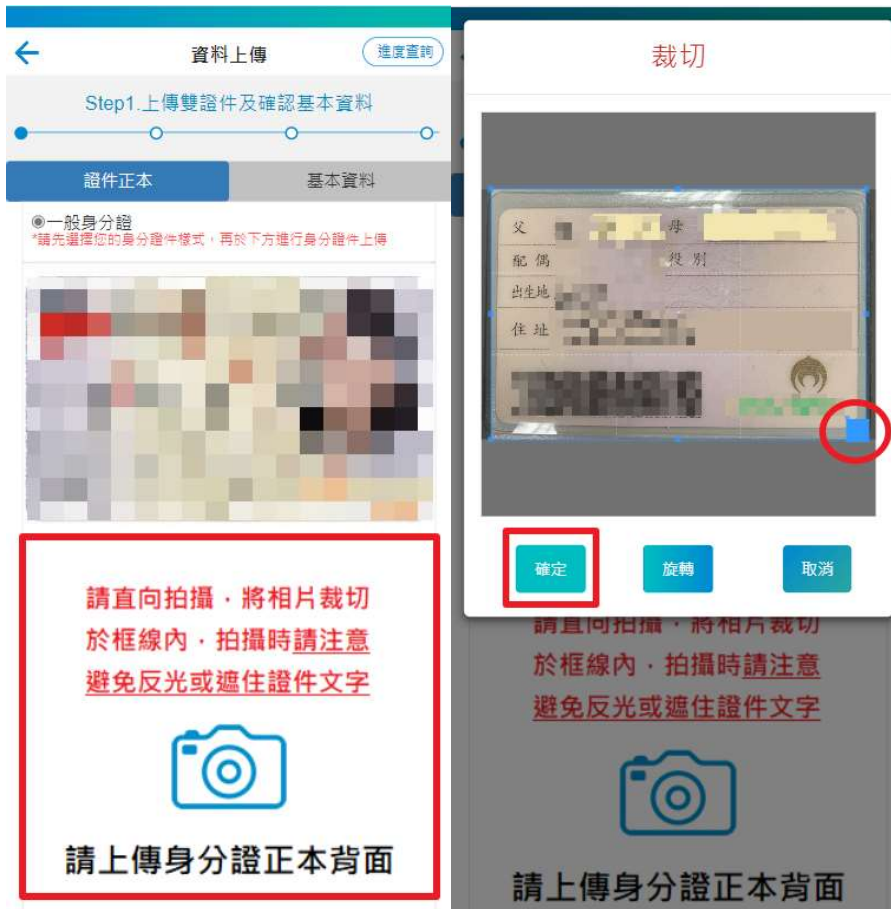 資料上傳
進度查詢
Step1.上傳雙證件及確認基本資料
證件正本
基本資料
◉一般身分證
*請先選擇您的身分證件樣式，再於下方進行身分證件上傳
請直向拍攝，將相片裁切
於框線內，拍攝時請注意
避免反光或遮住證件文字
請上傳身分證正本背面
裁切
父
母
配偶
役別
出生地
住址
確定
旋轉
取消
請直向拍攝，將相片裁切
於框線內，拍攝時請注意
避免反光或遮住證件文字
請上傳身分證正本背面